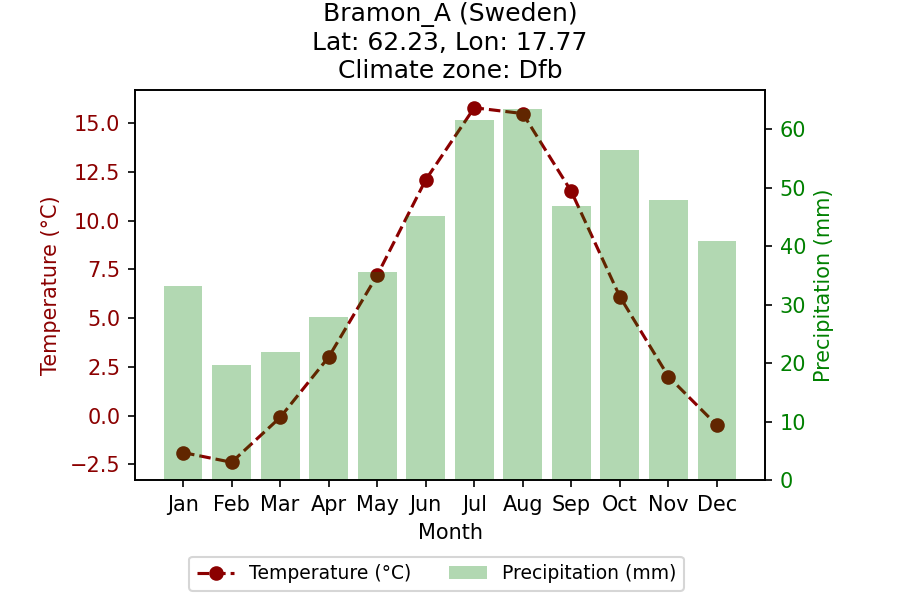 Bramon_A (Sweden)
Lat: 62.23, Lon: 17.77
Climate zone: Dfb
15.0
12.5
10.0
7.5
5.0
2.5
0.0
−2.5
Temperature (°C)
60
50
40
30
20
10
0
Precipitation (mm)
Jan Feb Mar Apr May Jun Jul Aug Sep Oct Nov Dec
Month
Temperature (°C) Precipitation (mm)